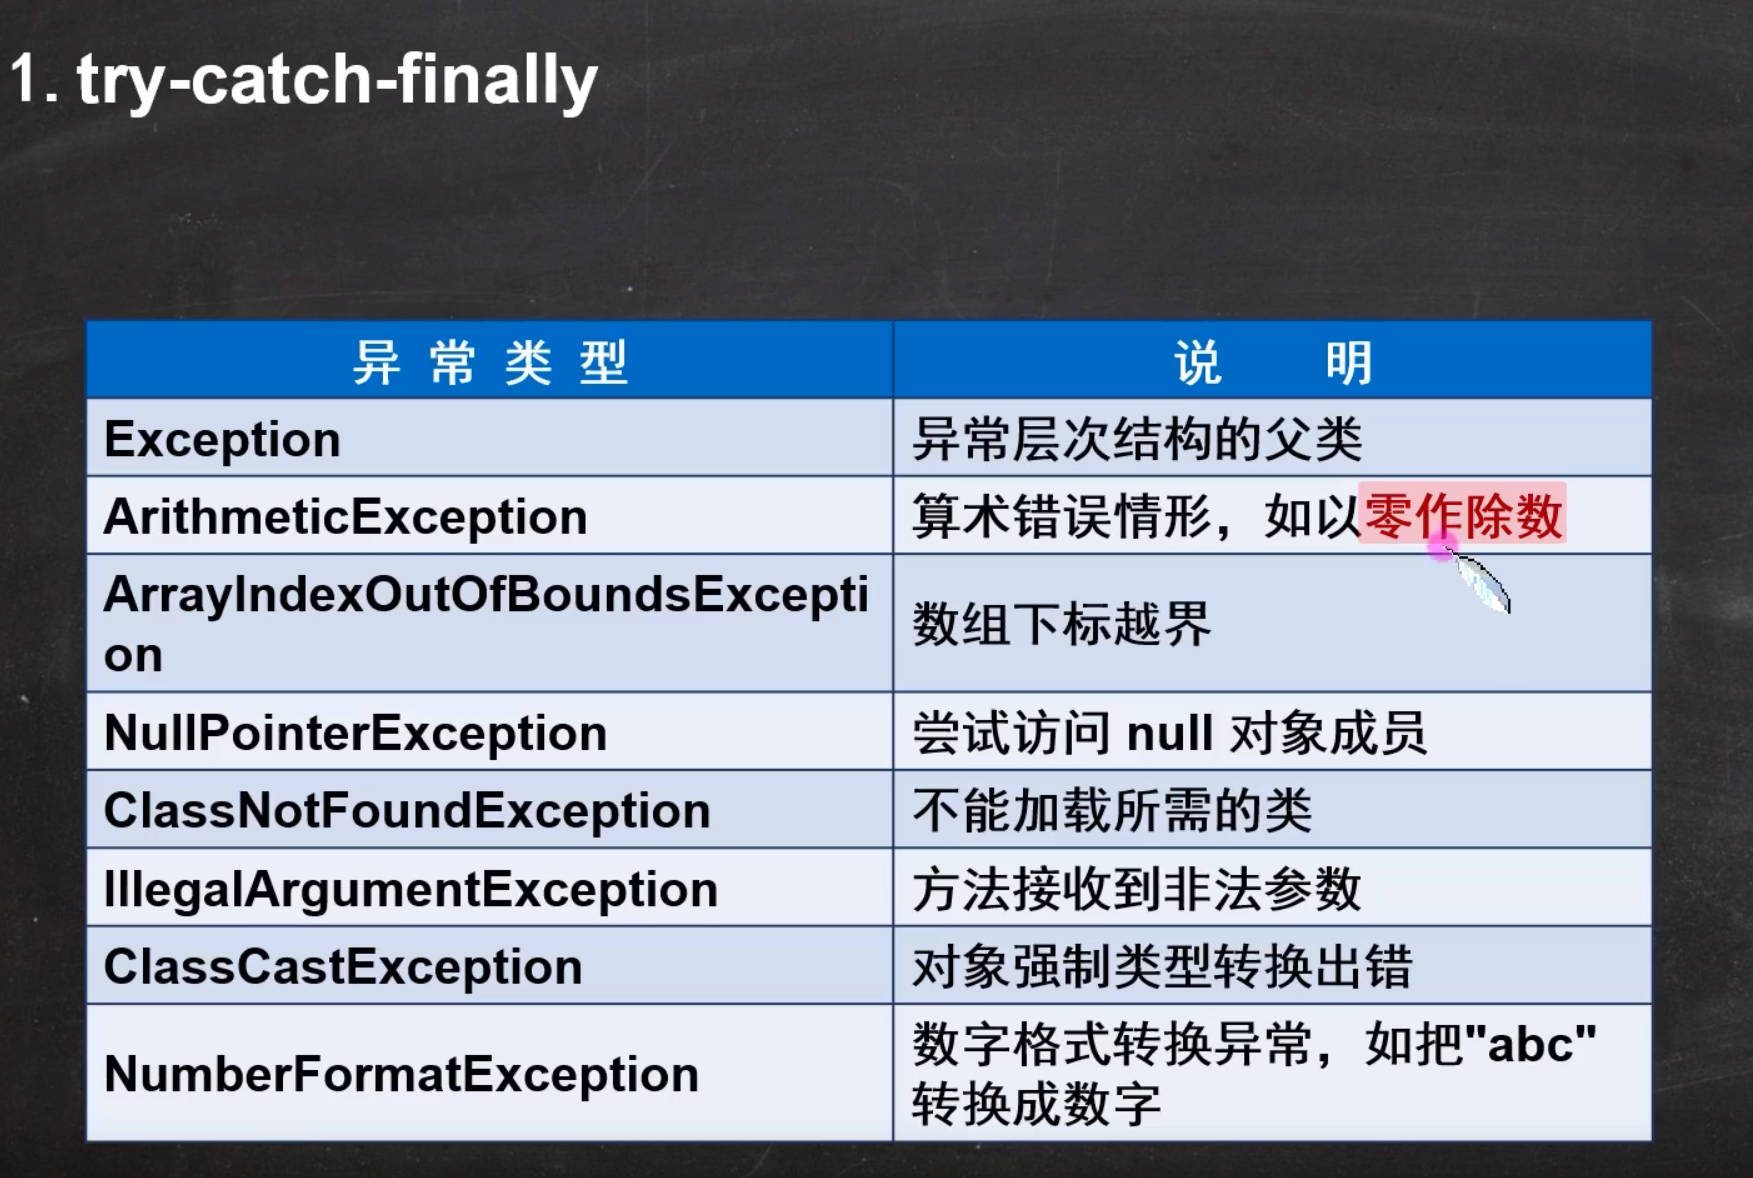 1. try-catch-finally
异 常 类 型
说 明
Exception
异常层次结构的父类
ArithmeticException
算术错误情形，如以零作除数
ArrayIndexOutOfBoundsExcepti
on
数组下标越界
NullPointerException
尝试访问 null 对象成员
ClassNotFoundException
不能加载所需的类
IllegalArgumentException
方法接收到非法参数
ClassCastException
对象强制类型转换出错
NumberFormatException
数字格式转换异常，如把"abc"
转换成数字